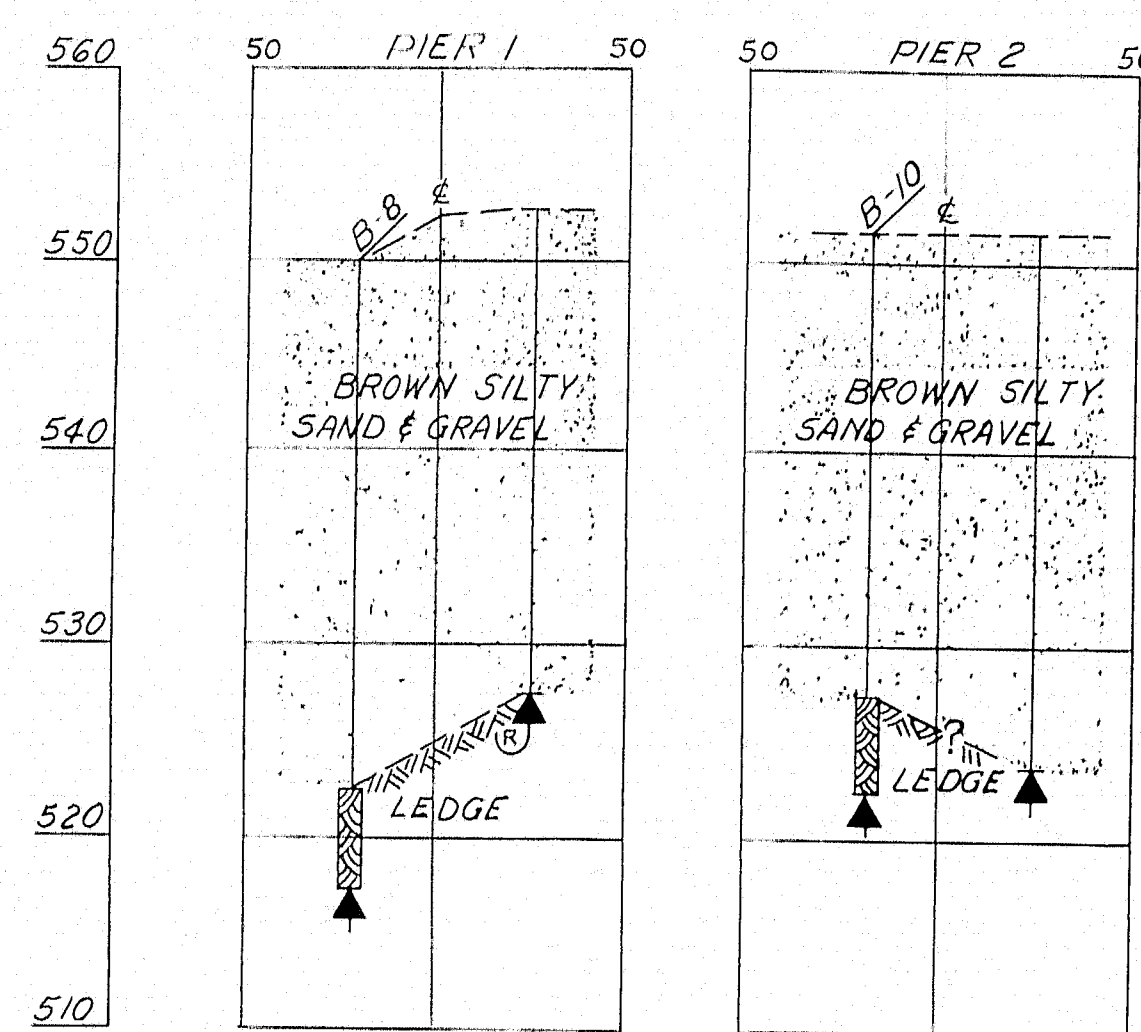 560
50 PIER 1 50
50 PIER 2
B-8
℄
B-10
℄
550
BROWN SILTY
SAND & GRAVEL
BROWN SILTY
SAND & GRAVEL
540
530
R
?
LEDGE
LEDGE
520
510